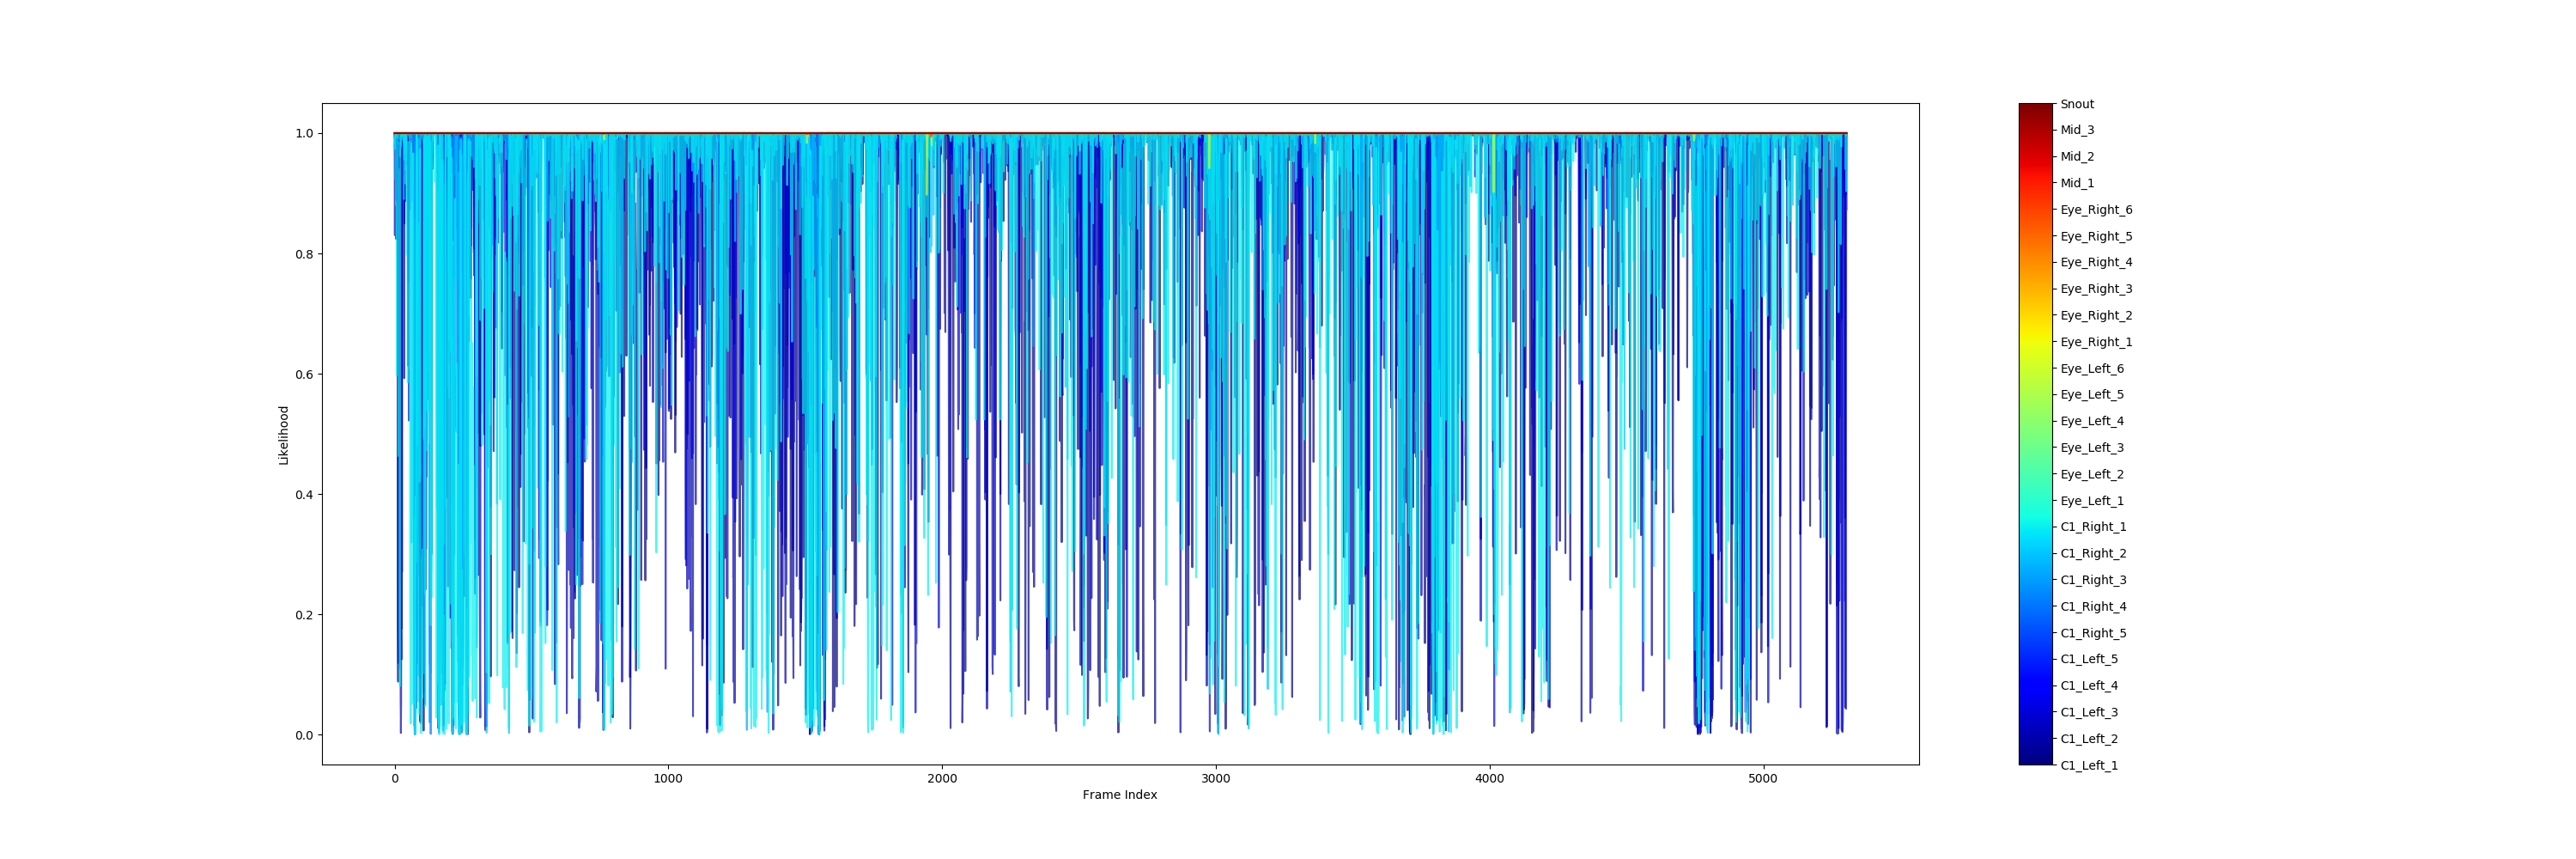 1.0
0.8
0.6
0.4
0.2
0.0
Likelihood
0
1000
2000
3000
4000
5000
Frame Index
Snout
Mid_3
Mid_2
Mid_1
Eye_Right_6
Eye_Right_5
Eye_Right_4
Eye_Right_3
Eye_Right_2
Eye_Right_1
Eye_Left_6
Eye_Left_5
Eye_Left_4
Eye_Left_3
Eye_Left_2
Eye_Left_1
C1_Right_1
C1_Right_2
C1_Right_3
C1_Right_4
C1_Right_5
C1_Left_5
C1_Left_4
C1_Left_3
C1_Left_2
C1_Left_1